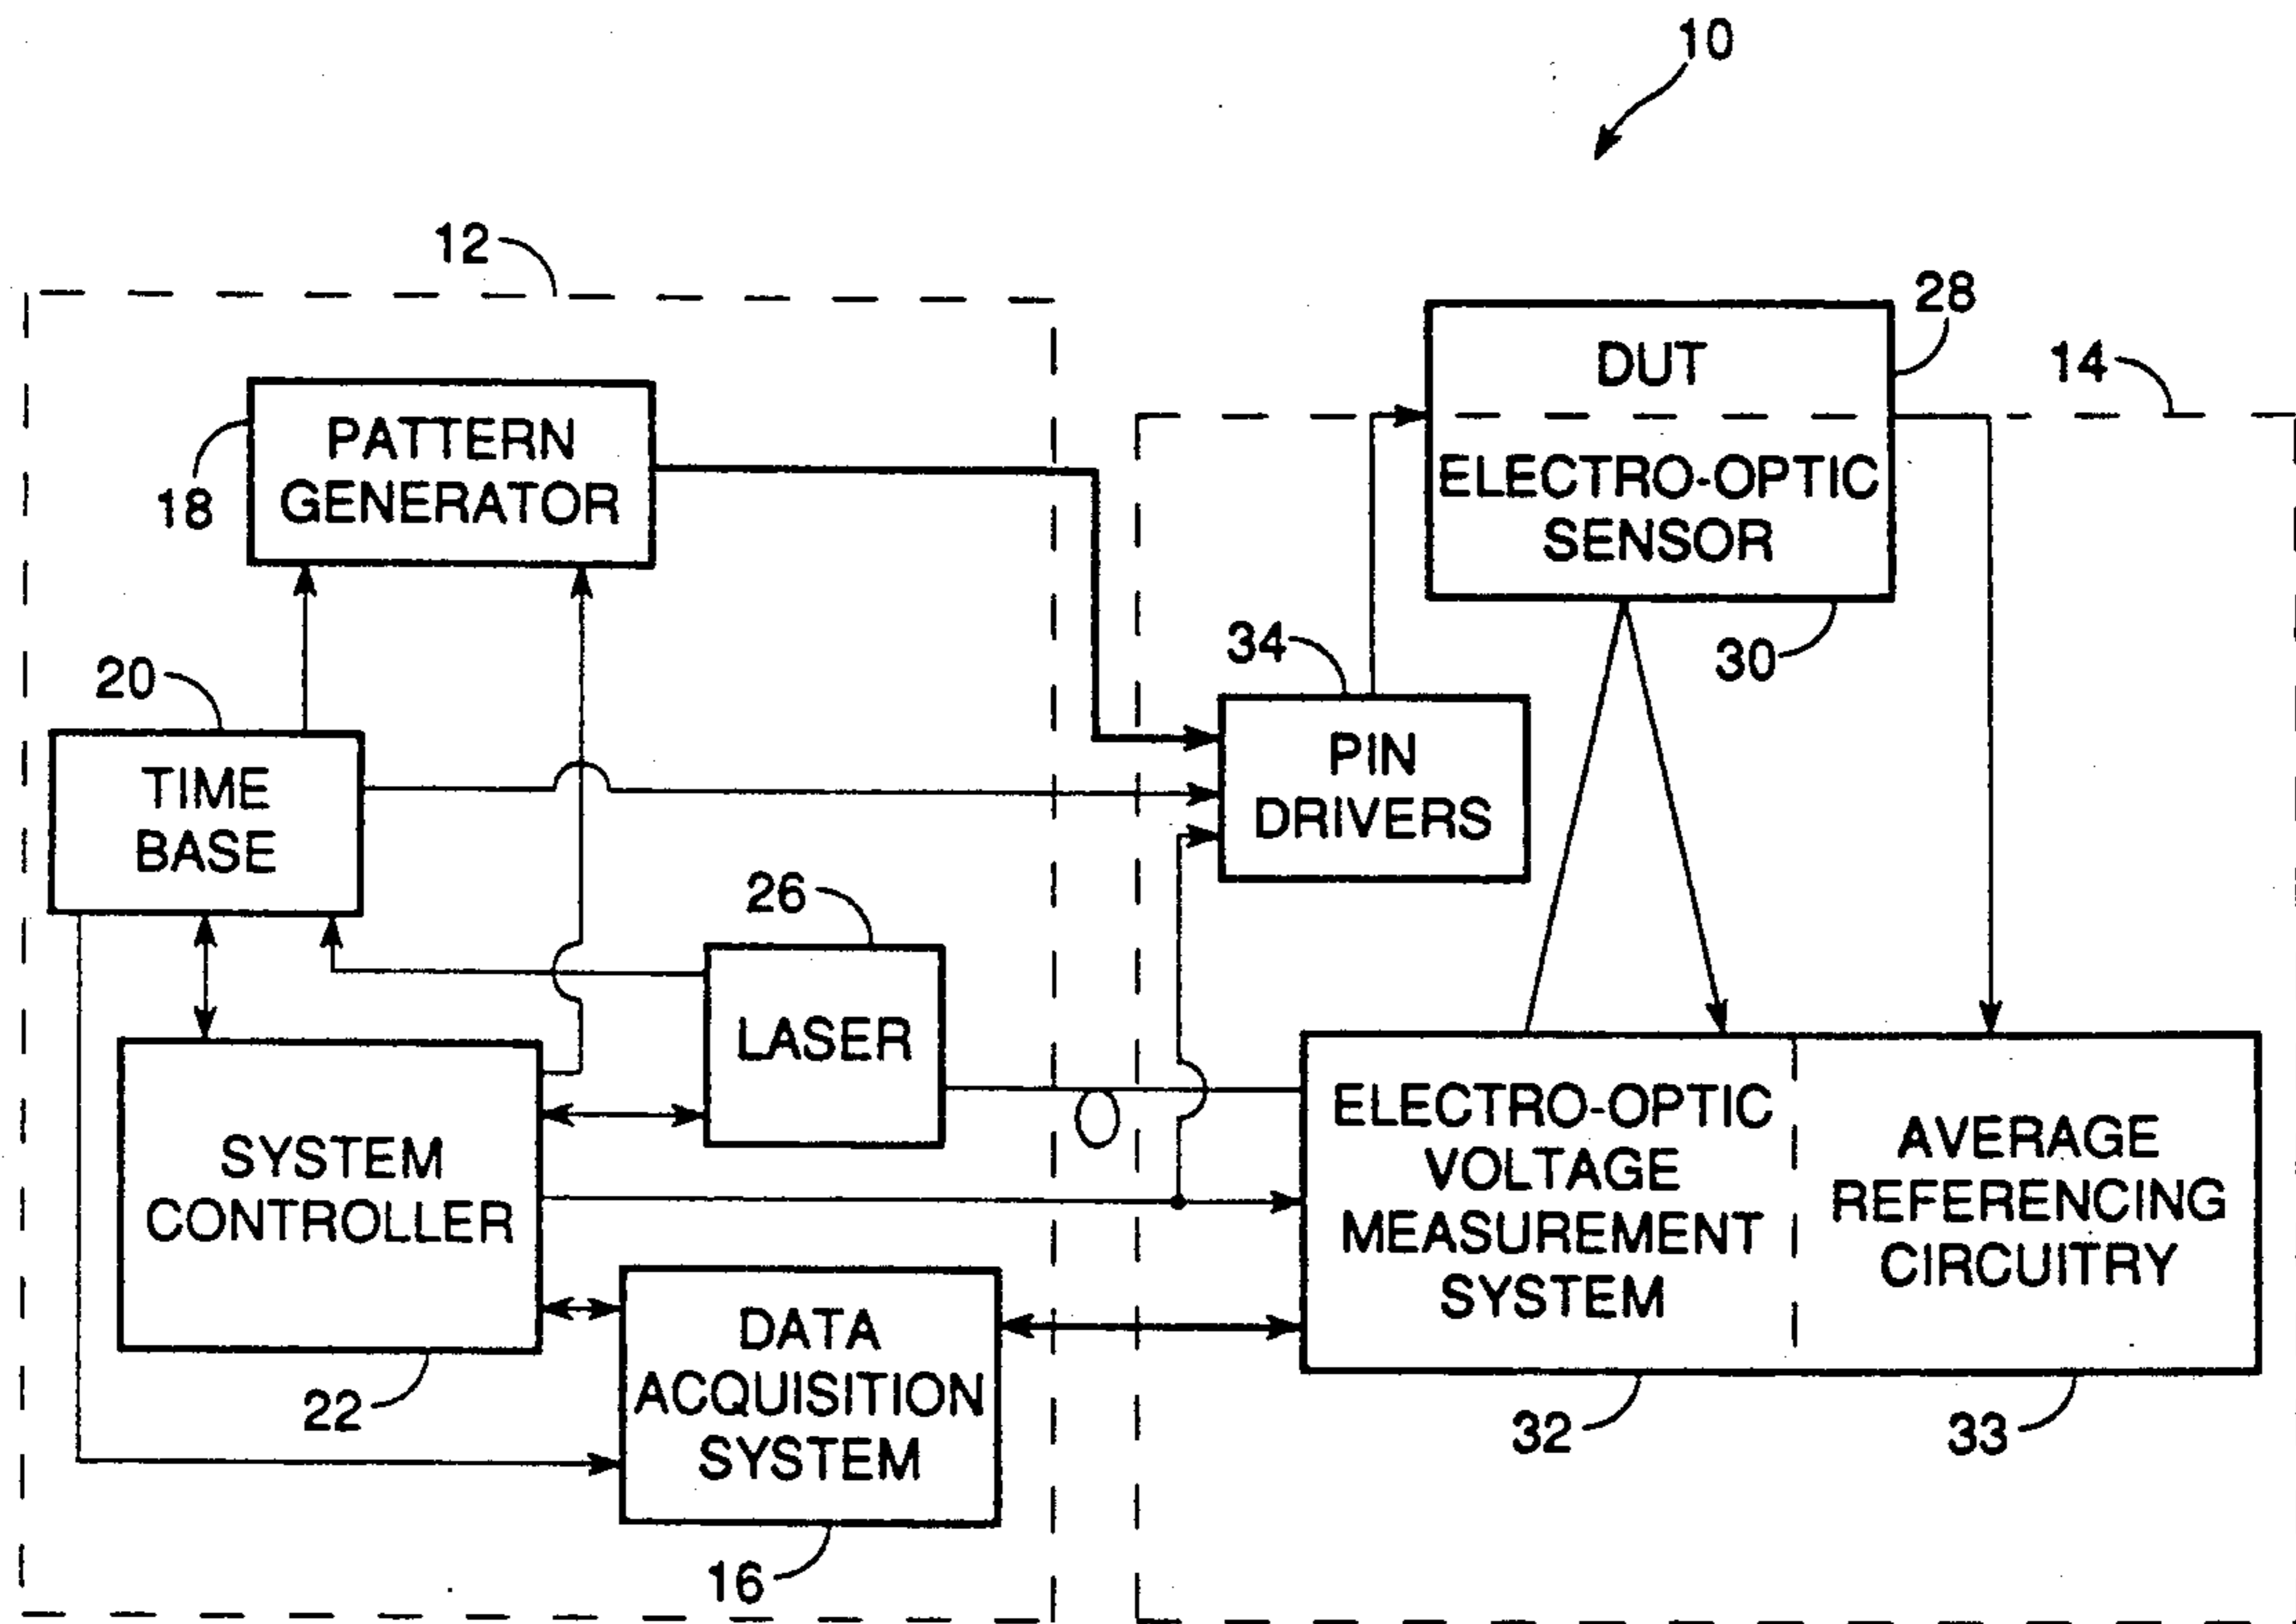 10
12
28
DUT
14
PATTERN
GENERATOR
18
ELECTRO-OPTIC
SENSOR
34
30
20
TIME
BASE
PIN
DRIVERS
26
LASER
SYSTEM
CONTROLLER
ELECTRO-OPTIC
VOLTAGE
MEASUREMENT
SYSTEM
AVERAGE
REFERENCING
CIRCUITRY
22
DATA
ACQUISITION
SYSTEM
32
33
16